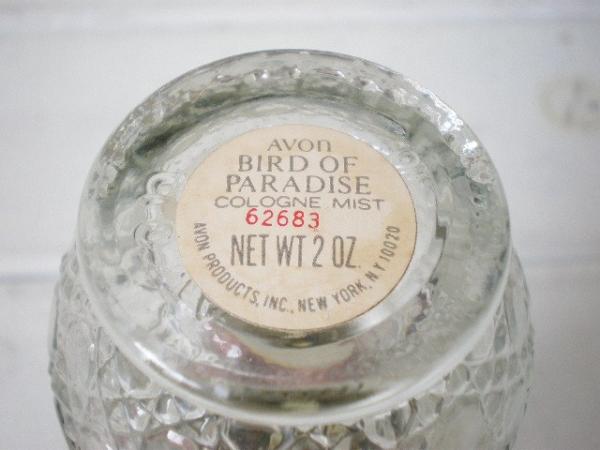 AVON
BIRD OF
PARADISE
COLOGNE MIST
62683
NET WT 2 OZ.
AVON PRODUCTS, INC., NEW YORK, N.Y. 10020